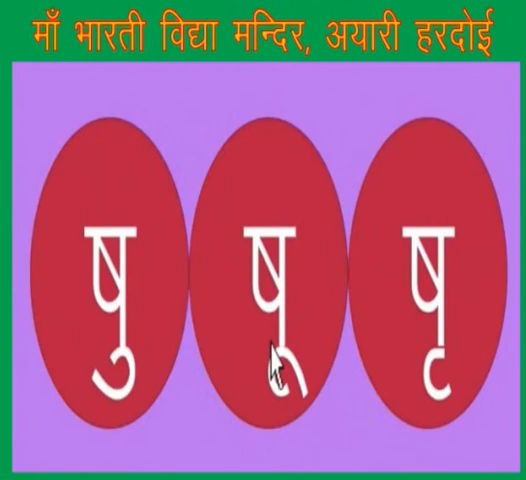 माँ भारती विद्या मन्दिर, अयारी हरदोई
षु षू षृ